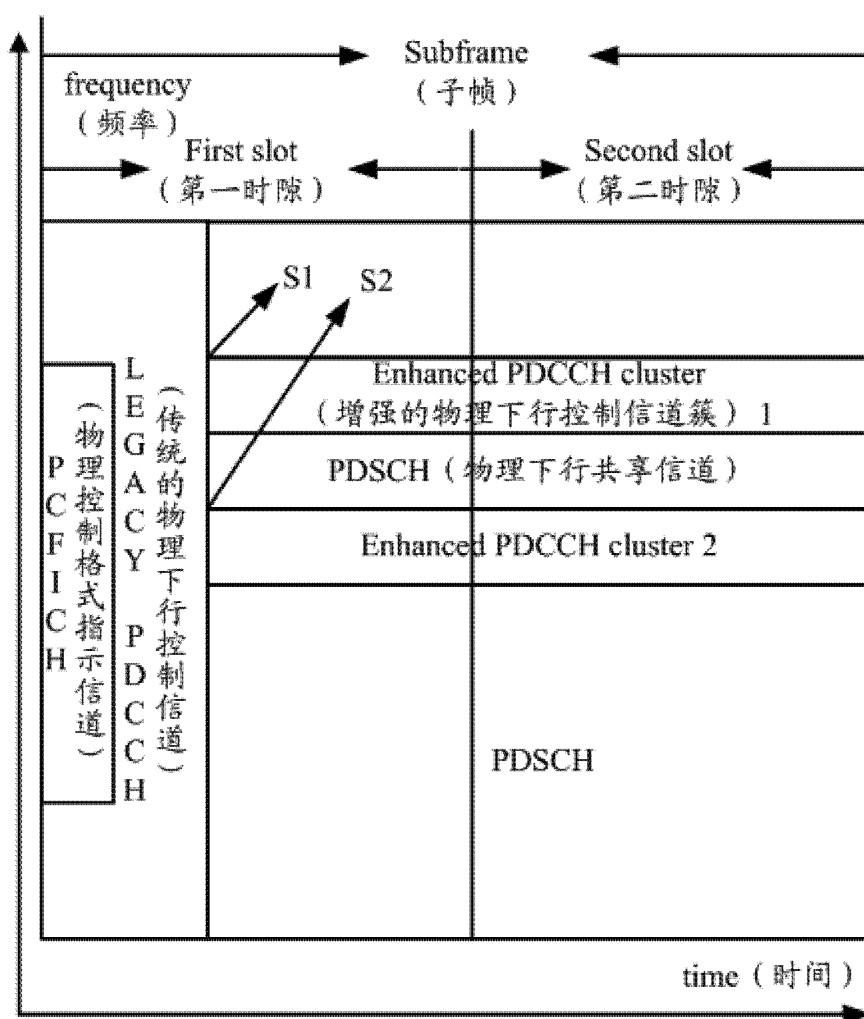 Subframe
(子帧)
frequency
(频率)
First slot
(第一时隙)
Second slot
(第二时隙)
S1
S2
PCFICH
(物理控制格式指示信道)
LEGACY PDCCH
(传统的物理下行控制信道)
Enhanced PDCCH cluster
(增强的物理下行控制信道簇) 1
PDSCH (物理下行共享信道)
Enhanced PDCCH cluster 2
PDSCH
time (时间)